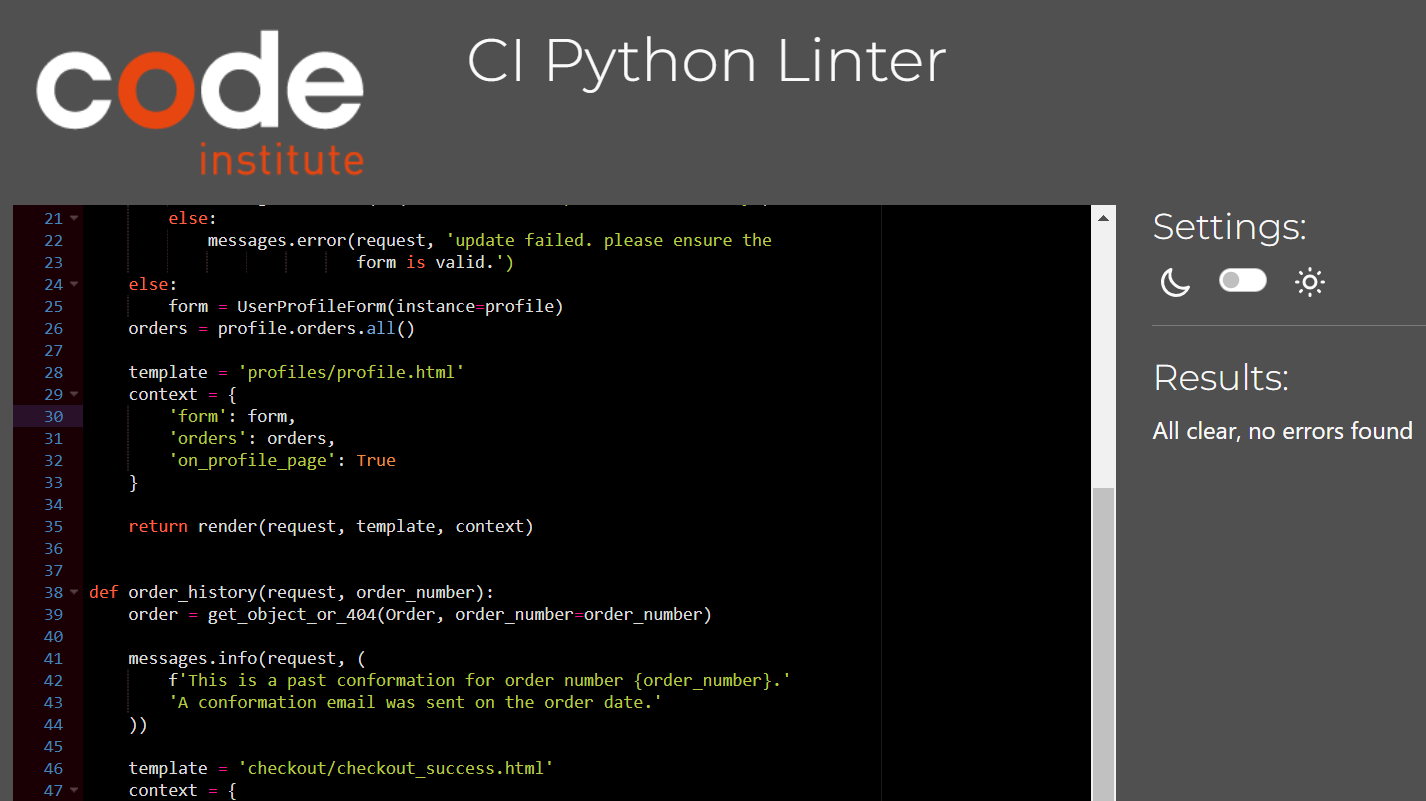 code
institute
CI Python Linter
21 else:
22 messages.error(request, 'update failed. please ensure the
23 form is valid.')
24 else:
25 form = UserProfileForm(instance=profile)
26 orders = profile.orders.all()
27
28 template = 'profiles/profile.html'
29 context = {
30 'form': form,
31 'orders': orders,
32 'on_profile_page': True
33 }
34
35 return render(request, template, context)
36
37
38 def order_history(request, order_number):
39 order = get_object_or_404(Order, order_number=order_number)
40
41 messages.info(request, (
42 f'This is a past conformation for order number {order_number}.'
43 'A conformation email was sent on the order date.'
44 ))
45
46 template = 'checkout/checkout_success.html'
47 context = {
Settings:
Results:
All clear, no errors found